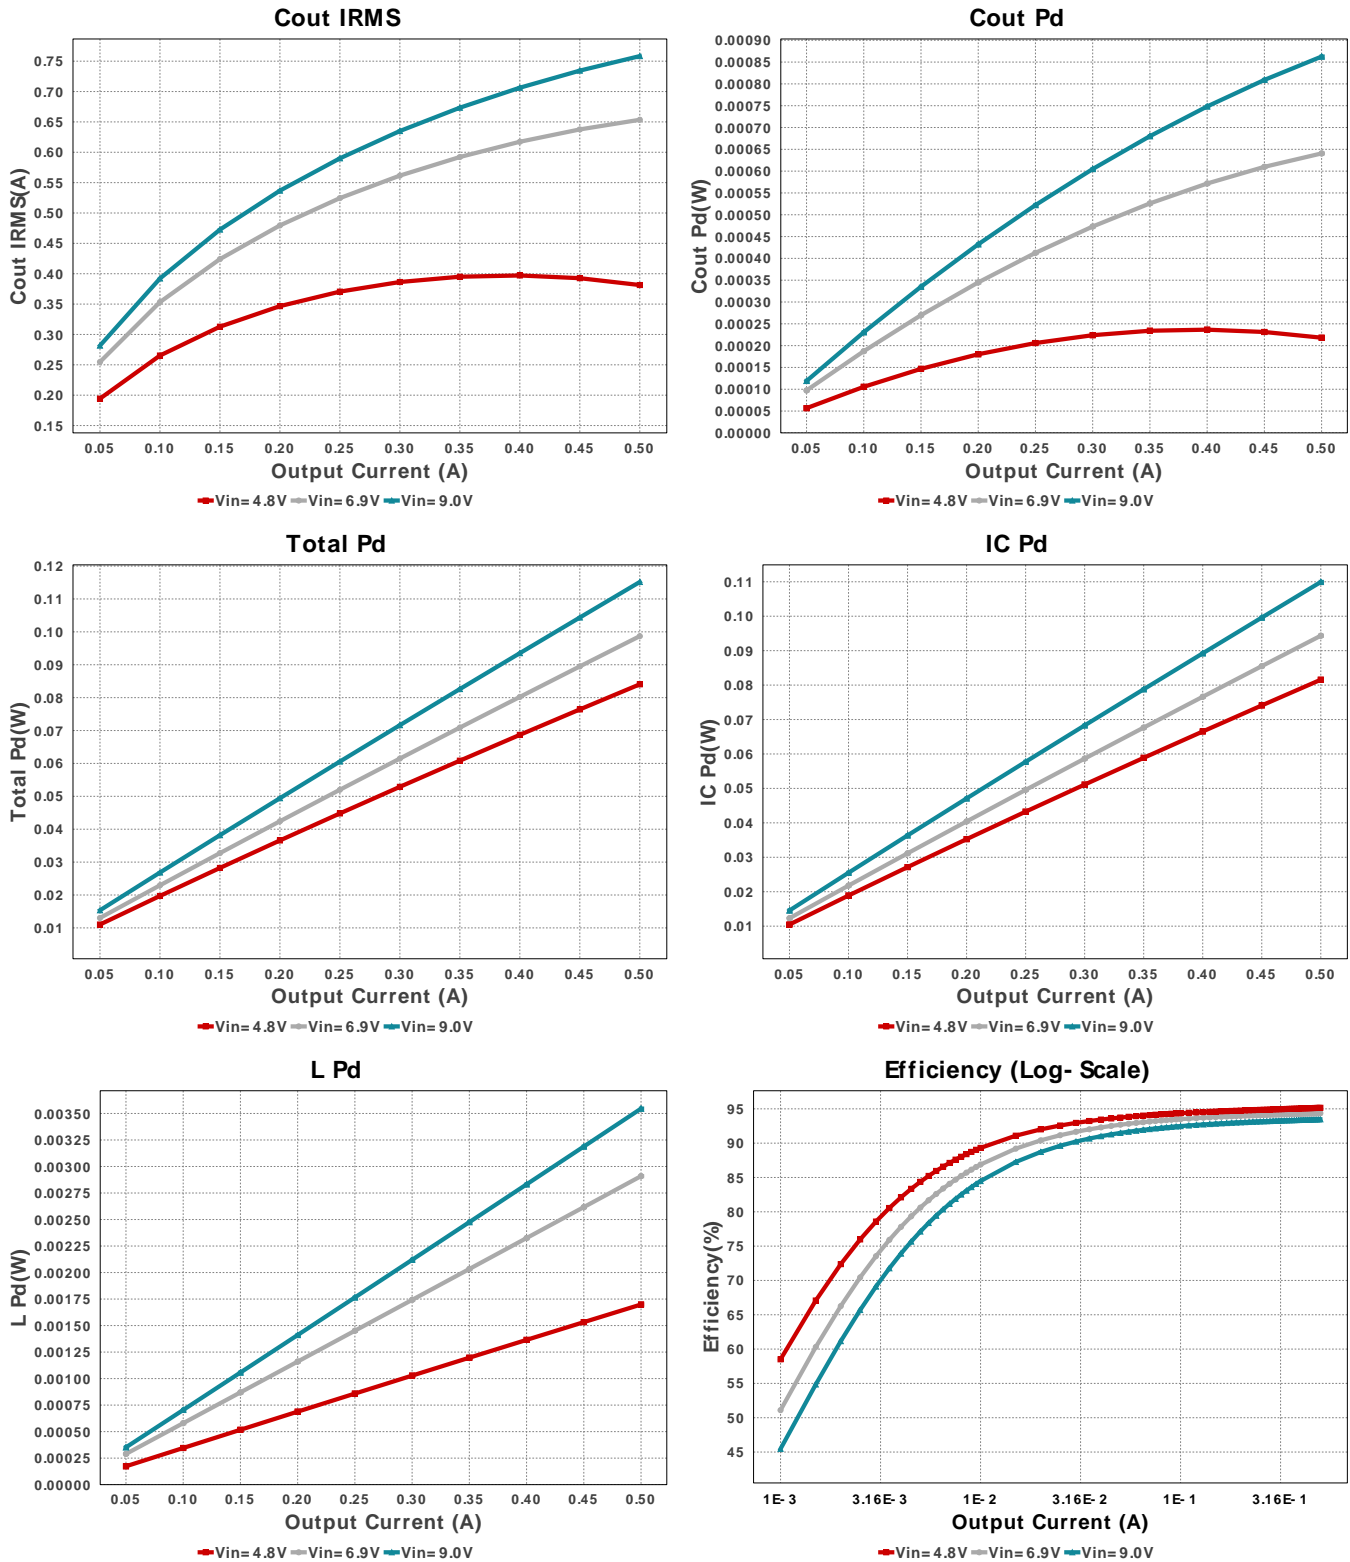 Cout IRMS
0.75
0.70
0.65
0.60
0.55
0.50
0.45
0.40
0.35
0.30
0.25
0.20
0.15
Cout IRMS(A)
0.05 0.10 0.15 0.20 0.25 0.30 0.35 0.40 0.45 0.50
Output Current (A)
Vin=4.8V Vin=6.9V Vin=9.0V
Cout Pd
0.00090
0.00085
0.00080
0.00075
0.00070
0.00065
0.00060
0.00055
0.00050
0.00045
0.00040
0.00035
0.00030
0.00025
0.00020
0.00015
0.00010
0.00005
0.00000
Cout Pd(W)
0.05 0.10 0.15 0.20 0.25 0.30 0.35 0.40 0.45 0.50
Output Current (A)
Vin=4.8V Vin=6.9V Vin=9.0V
Total Pd
0.12
0.11
0.10
0.09
0.08
0.07
0.06
0.05
0.04
0.03
0.02
0.01
Total Pd(W)
0.05 0.10 0.15 0.20 0.25 0.30 0.35 0.40 0.45 0.50
Output Current (A)
Vin=4.8V Vin=6.9V Vin=9.0V
IC Pd
0.11
0.10
0.09
0.08
0.07
0.06
0.05
0.04
0.03
0.02
0.01
IC Pd(W)
0.05 0.10 0.15 0.20 0.25 0.30 0.35 0.40 0.45 0.50
Output Current (A)
Vin=4.8V Vin=6.9V Vin=9.0V
L Pd
0.00350
0.00325
0.00300
0.00275
0.00250
0.00225
0.00200
0.00175
0.00150
0.00125
0.00100
0.00075
0.00050
0.00025
0.00000
L Pd(W)
0.05 0.10 0.15 0.20 0.25 0.30 0.35 0.40 0.45 0.50
Output Current (A)
Vin=4.8V Vin=6.9V Vin=9.0V
Efficiency (Log-Scale)
95
90
85
80
75
70
65
60
55
50
45
Efficiency(%)
1E-3 3.16E-3 1E-2 3.16E-2 1E-1 3.16E-1
Output Current (A)
Vin=4.8V Vin=6.9V Vin=9.0V